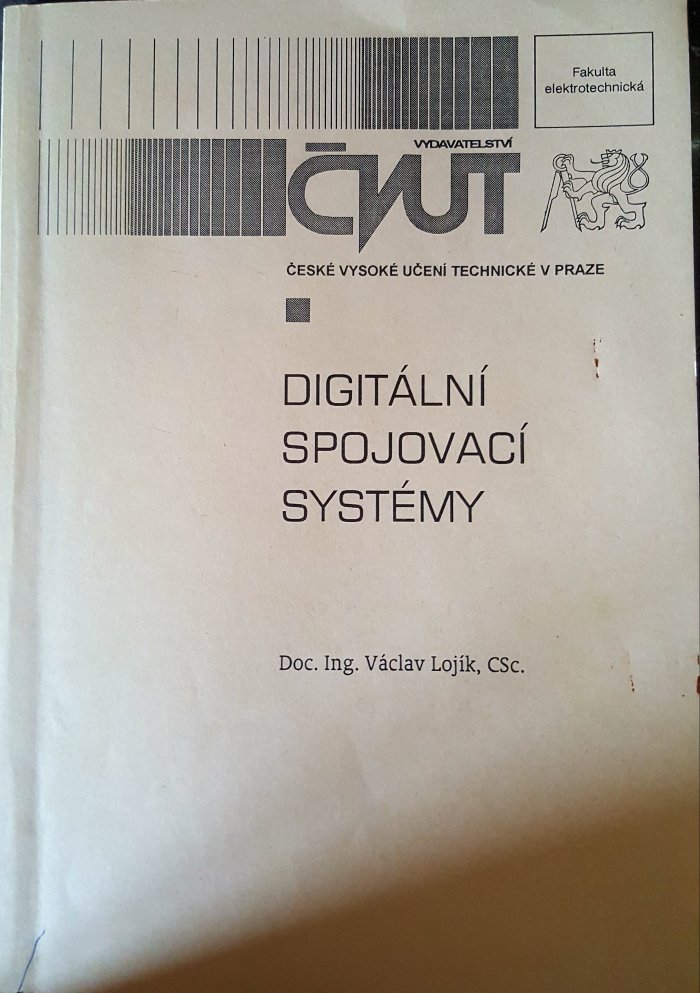 Fakulta
elektrotechnická
VYDAVATELSTVÍ
ČVUT
ČESKÉ VYSOKÉ UČENÍ TECHNICKÉ V PRAZE
DIGITÁLNÍ
SPOJOVACÍ
SYSTÉMY
Doc. Ing. Václav Lojík, CSc.